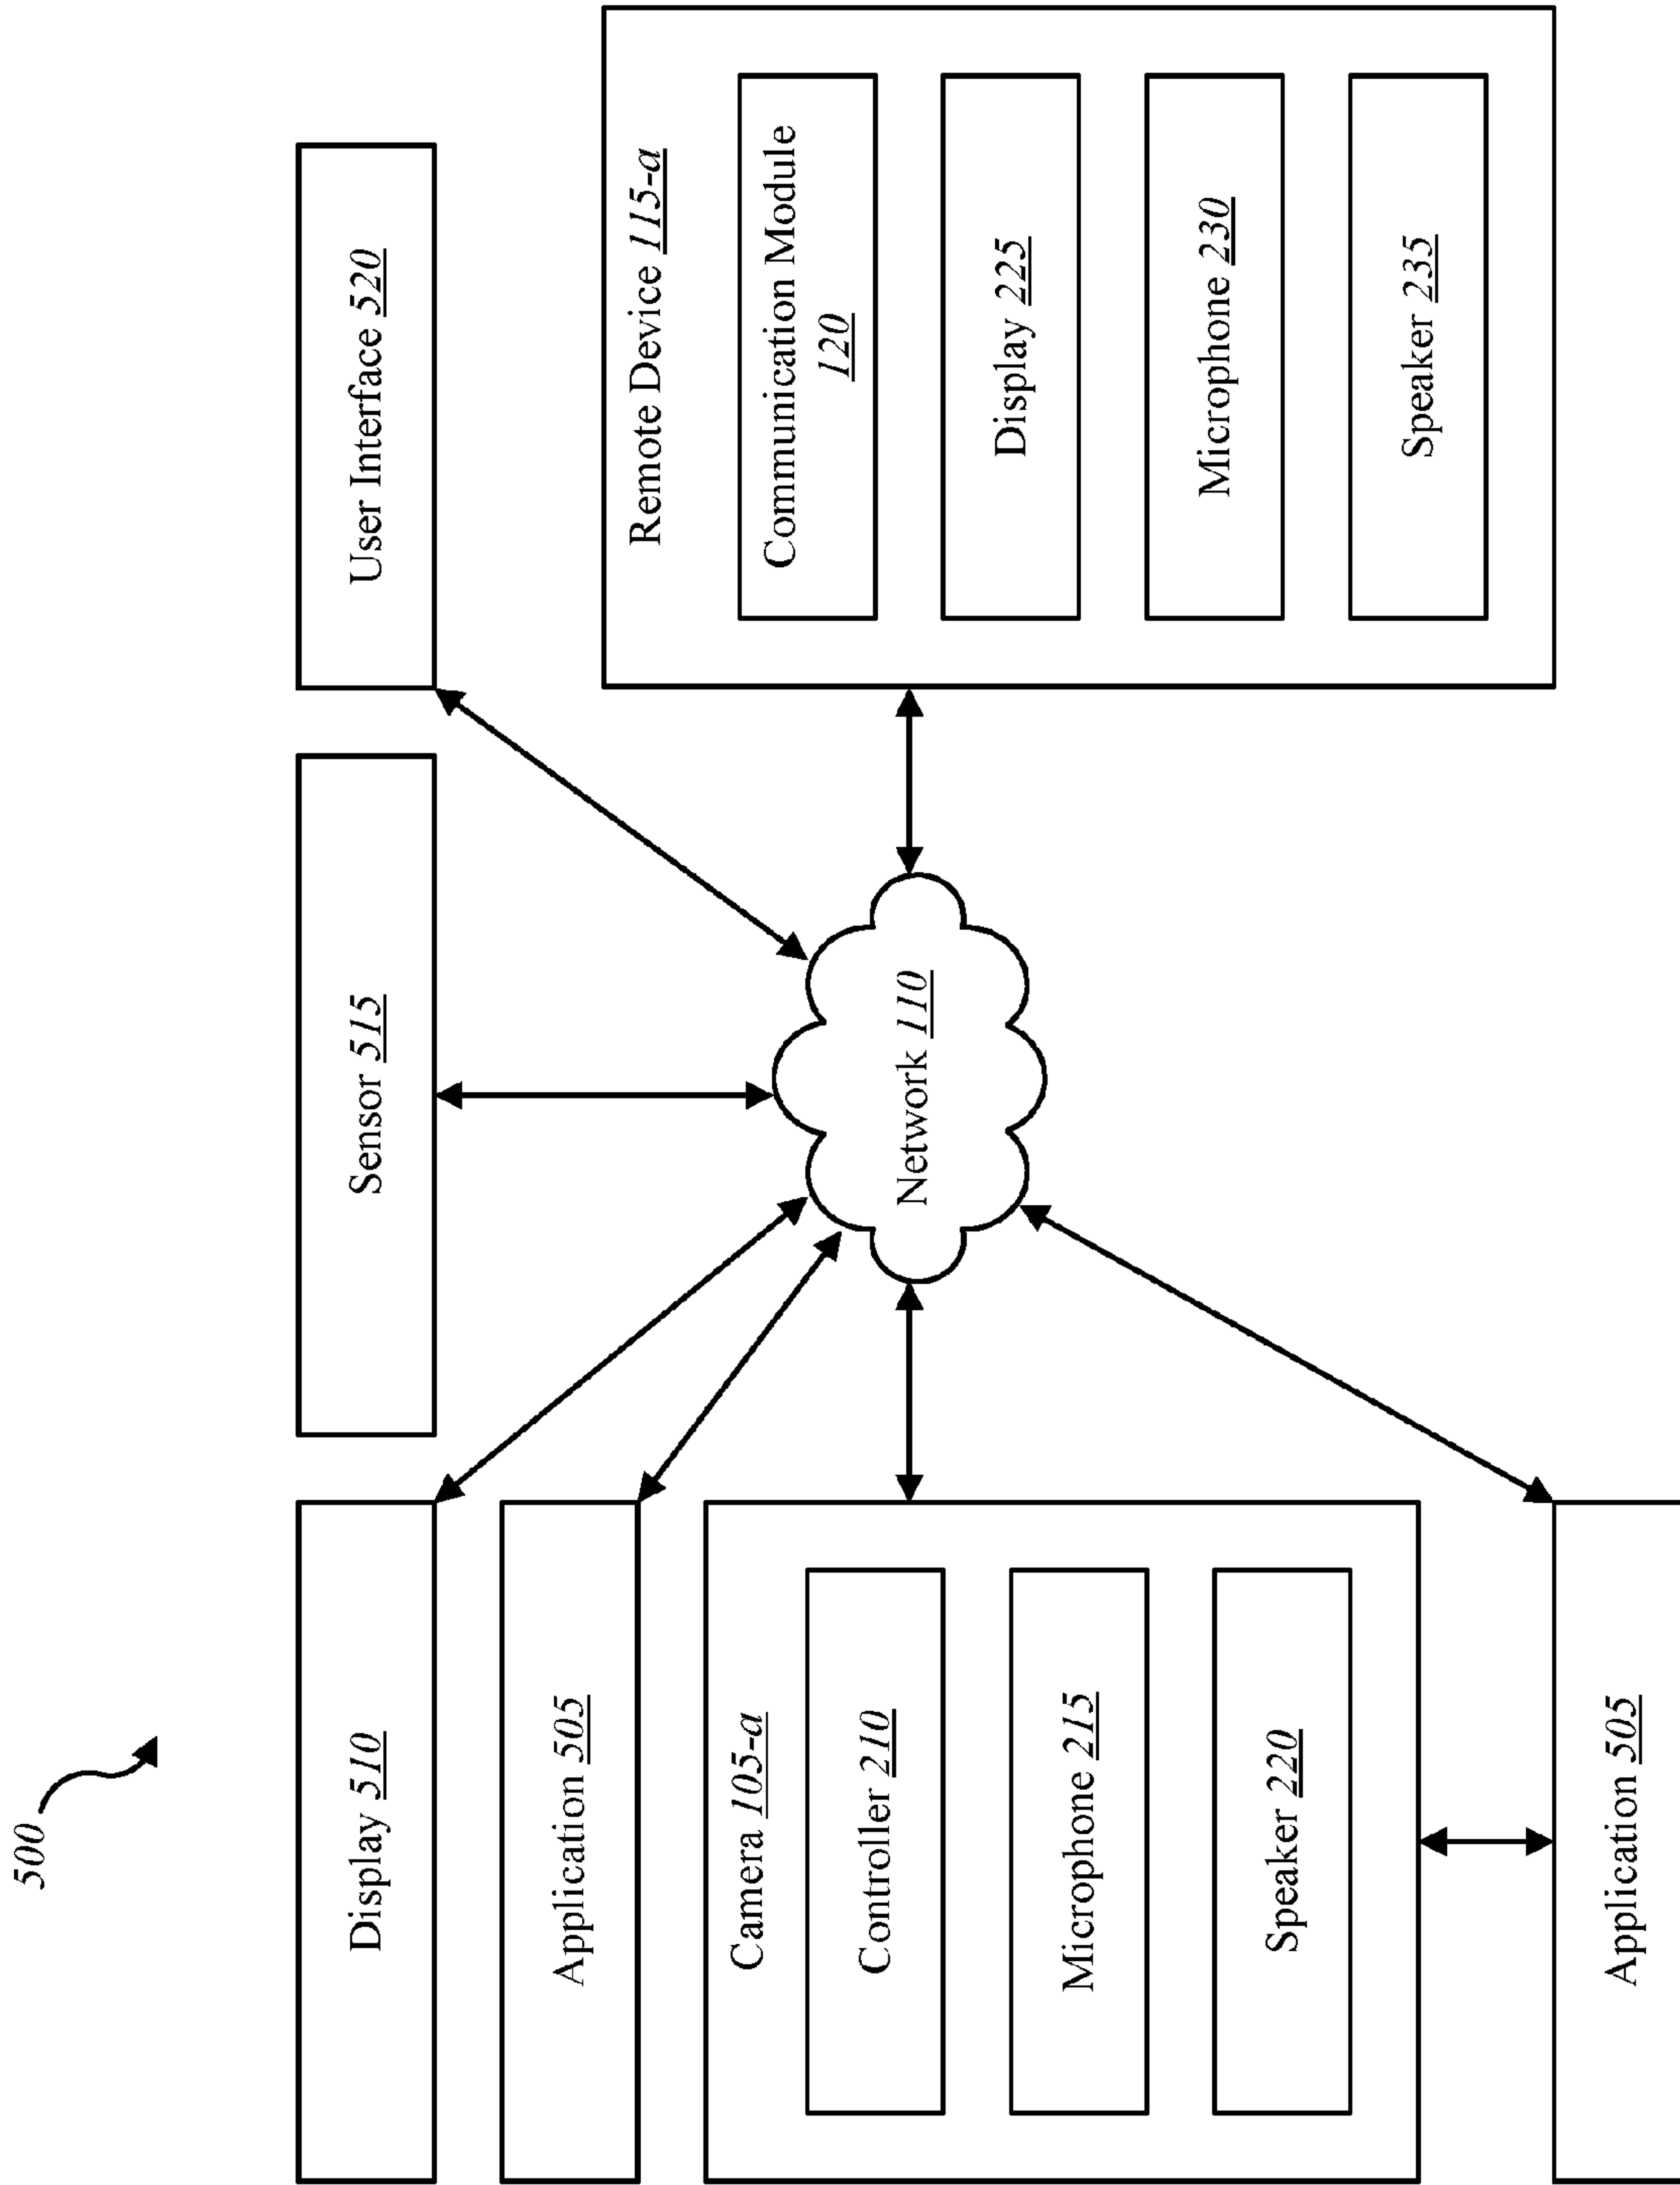 500
Display 510
Sensor 515
User Interface 520
Application 505
Camera 105-a
Controller 210
Microphone 215
Speaker 220
Network 110
Remote Device 115-a
Communication Module
120
Display 225
Microphone 230
Speaker 235
Application 505